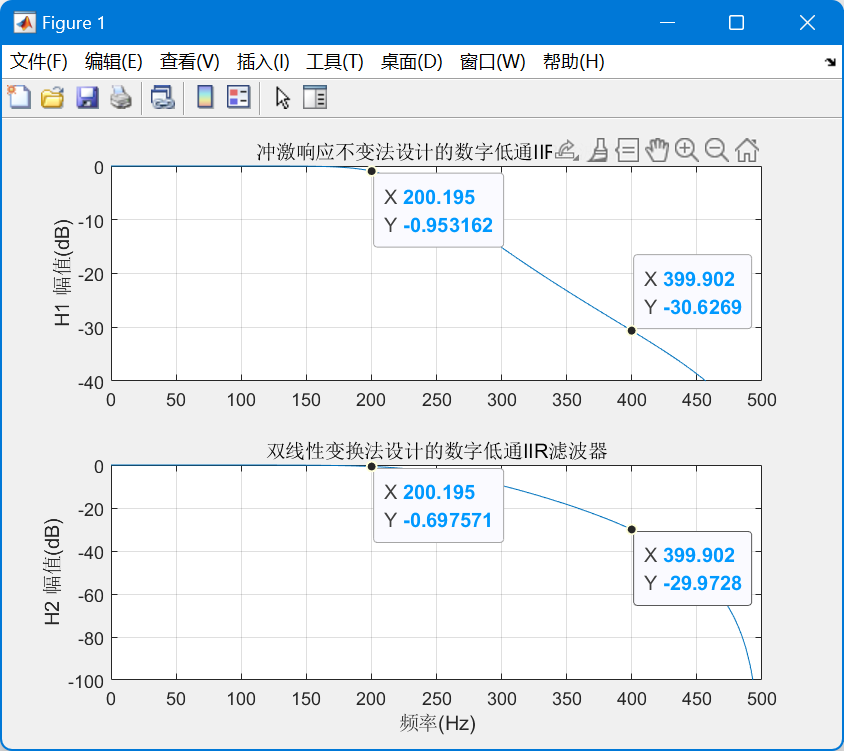 Figure 1
文件(F) 编辑(E) 查看(V) 插入(I) 工具(T) 桌面(D) 窗口(W) 帮助(H)
冲激响应不变法设计的数字低通IIF
H1 幅值(dB)
0
-10
-20
-30
-40
X 200.195
Y -0.953162
X 399.902
Y -30.6269
0 50 100 150 200 250 300 350 400 450 500
双线性变换法设计的数字低通IIR滤波器
H2 幅值(dB)
0
-20
-40
-60
-80
-100
X 200.195
Y -0.697571
X 399.902
Y -29.9728
0 50 100 150 200 250 300 350 400 450 500
频率(Hz)